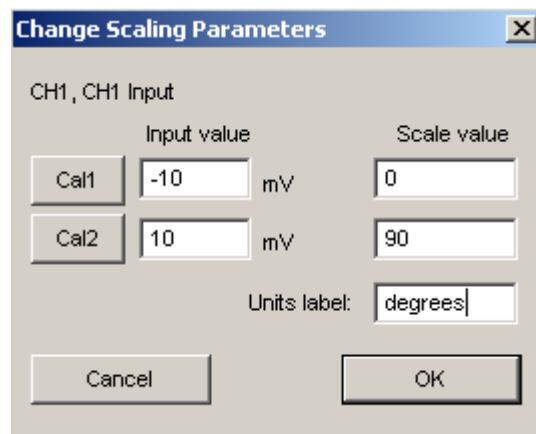 Change Scaling Parameters
CH1, CH1 Input
Input value Scale value
Cal1 -10 mV 0
Cal2 10 mV 90
Units label: degrees
Cancel OK